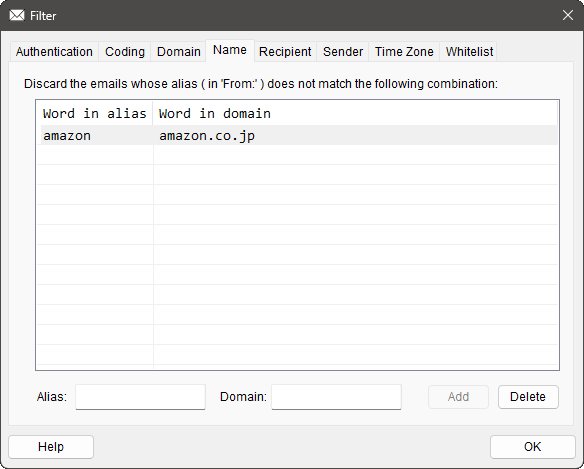 Filter
Authentication Coding Domain Name Recipient Sender Time Zone Whitelist
Discard the emails whose alias ( in 'From:' ) does not match the following combination:
Word in alias Word in domain
amazon amazon.co.jp
Alias: Domain: Add Delete
Help OK